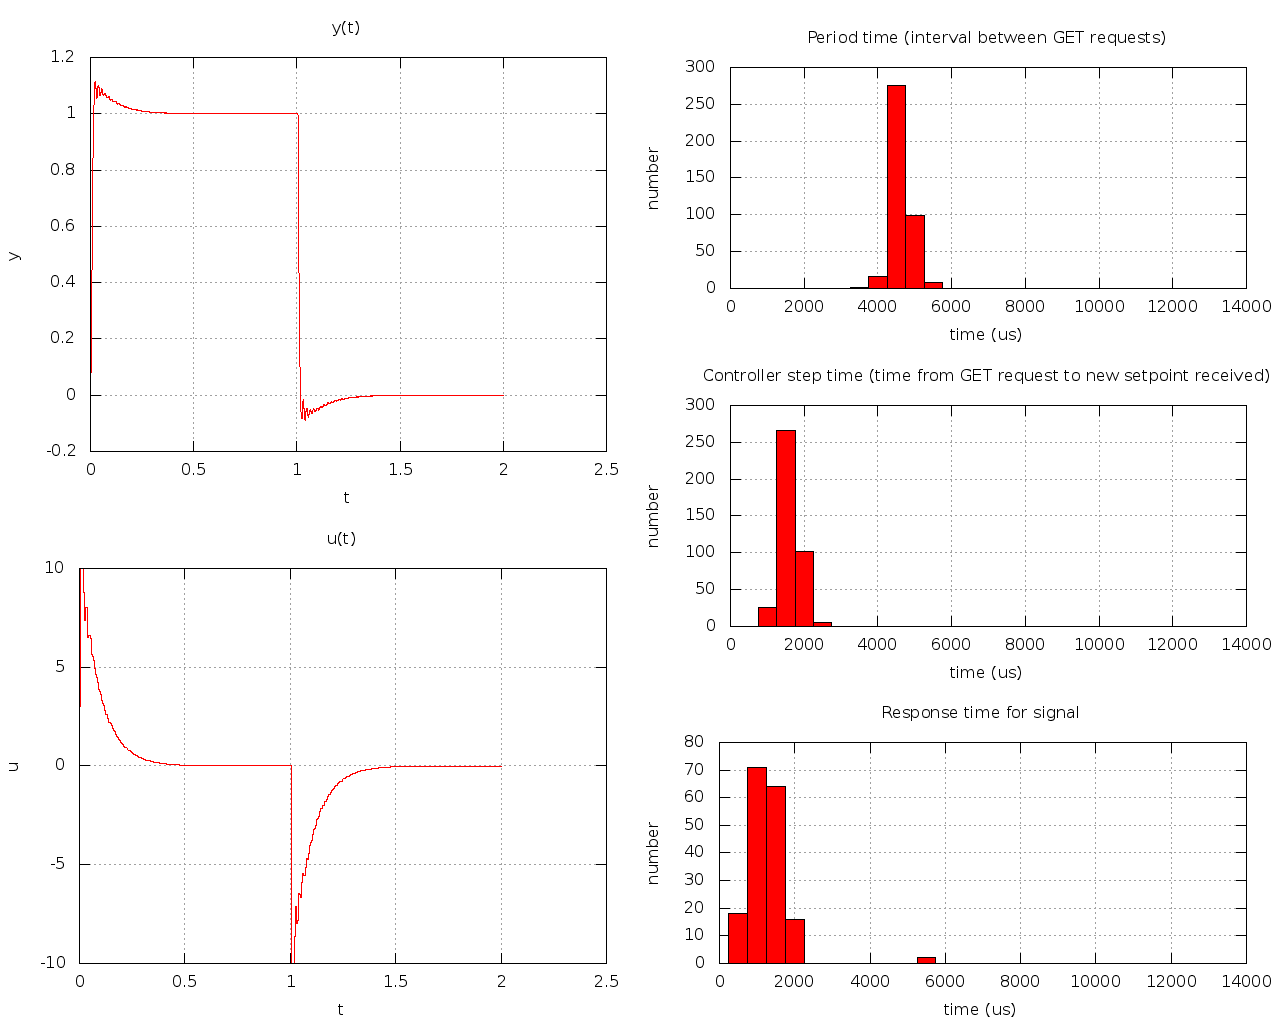 y(t)
1.2
1
0.8
0.6
0.4
0.2
0
-0.2
y
0 0.5 1 1.5 2 2.5
t
u(t)
10
5
0
-5
-10
u
0 0.5 1 1.5 2 2.5
t
Period time (interval between GET requests)
300
250
200
150
100
50
0
number
0 2000 4000 6000 8000 10000 12000 14000
time (us)
Controller step time (time from GET request to new setpoint received)
300
250
200
150
100
50
0
number
0 2000 4000 6000 8000 10000 12000 14000
time (us)
Response time for signal
80
70
60
50
40
30
20
10
0
number
0 2000 4000 6000 8000 10000 12000 14000
time (us)